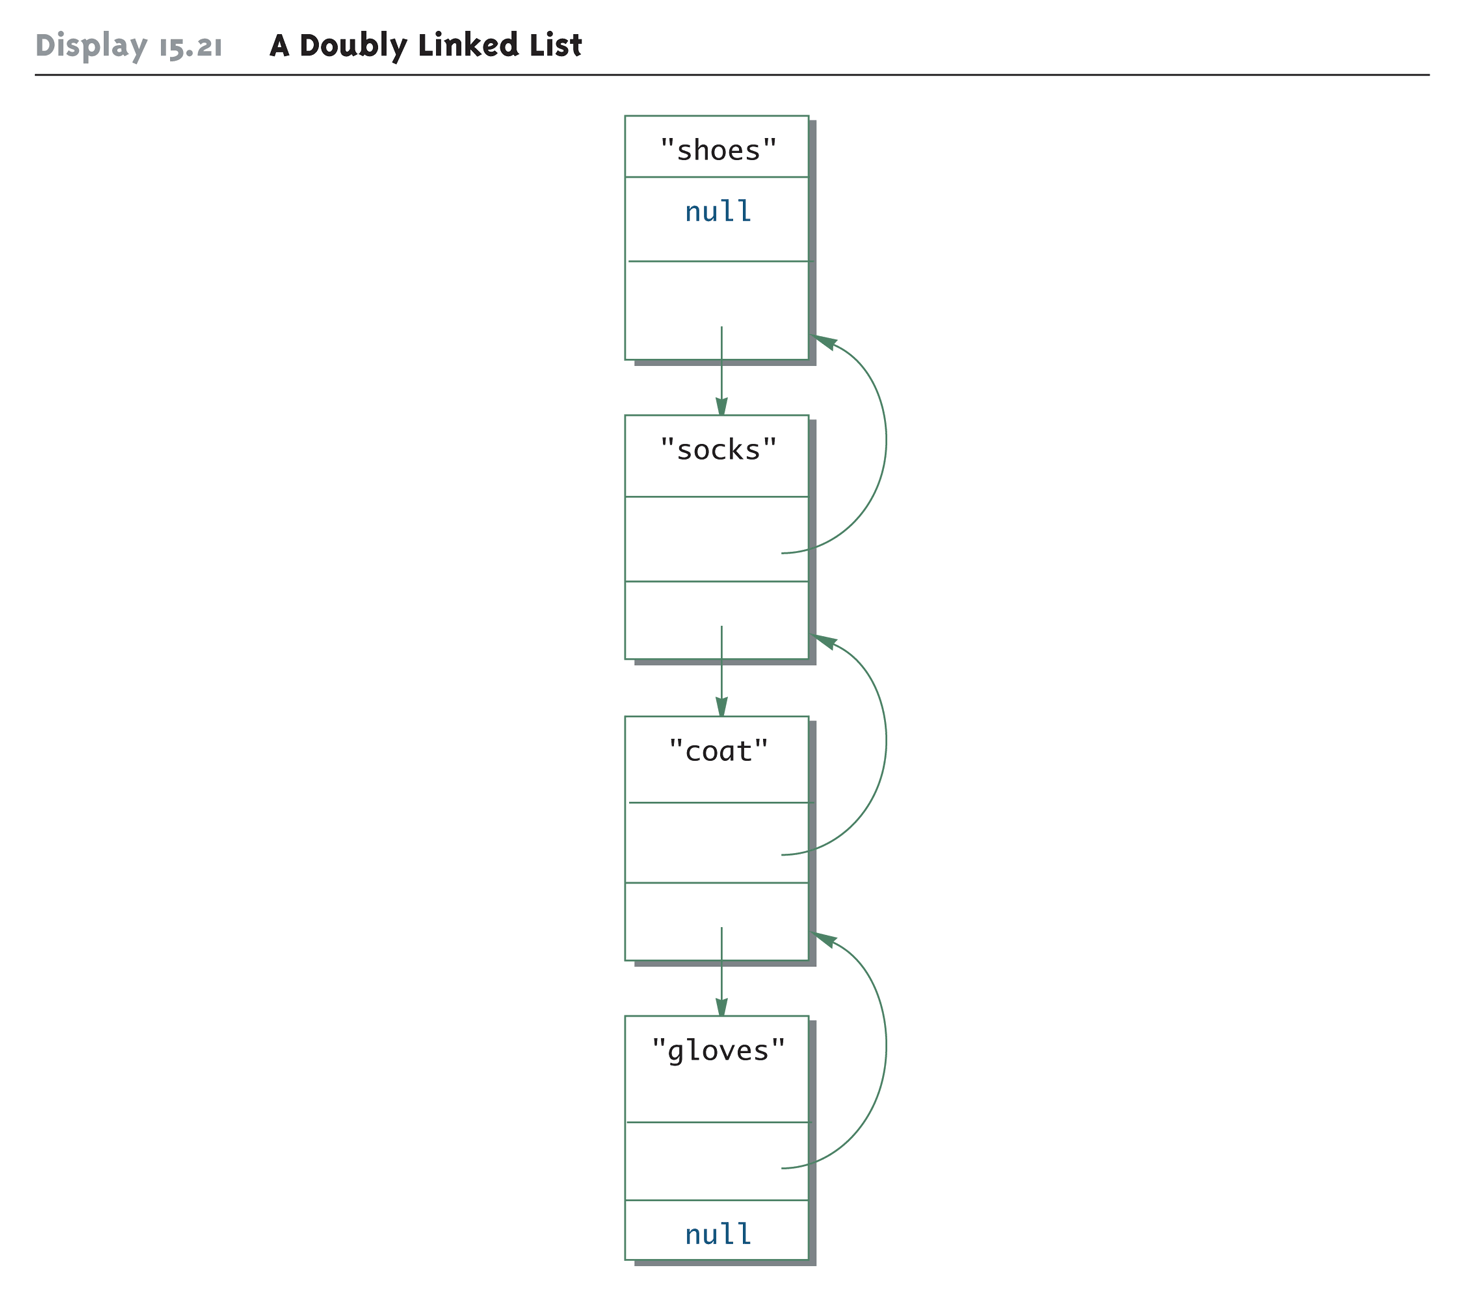 Display 15.21 A Doubly Linked List
"shoes"
null
"socks"
"coat"
"gloves"
null